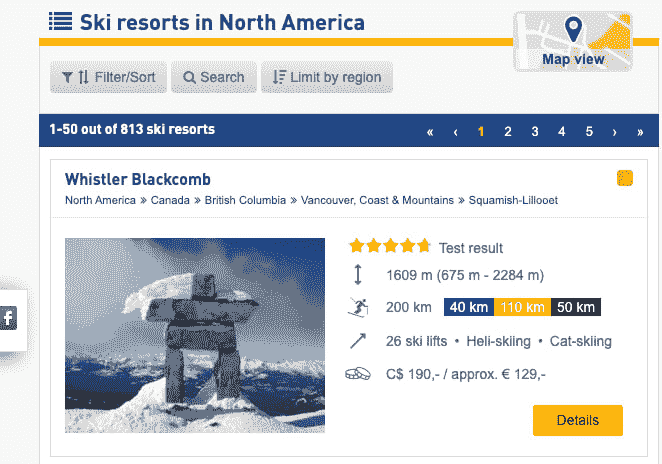 Ski resorts in North America
Map view
Filter/Sort Search Limit by region
1-50 out of 813 ski resorts « ‹ 1 2 3 4 5 › »
Whistler Blackcomb
North America » Canada » British Columbia » Vancouver, Coast & Mountains » Squamish-Lillooet
Test result
1609 m (675 m - 2284 m)
200 km 40 km 110 km 50 km
26 ski lifts • Heli-skiing • Cat-skiing
C$ 190,- / approx. € 129,-
Details
f